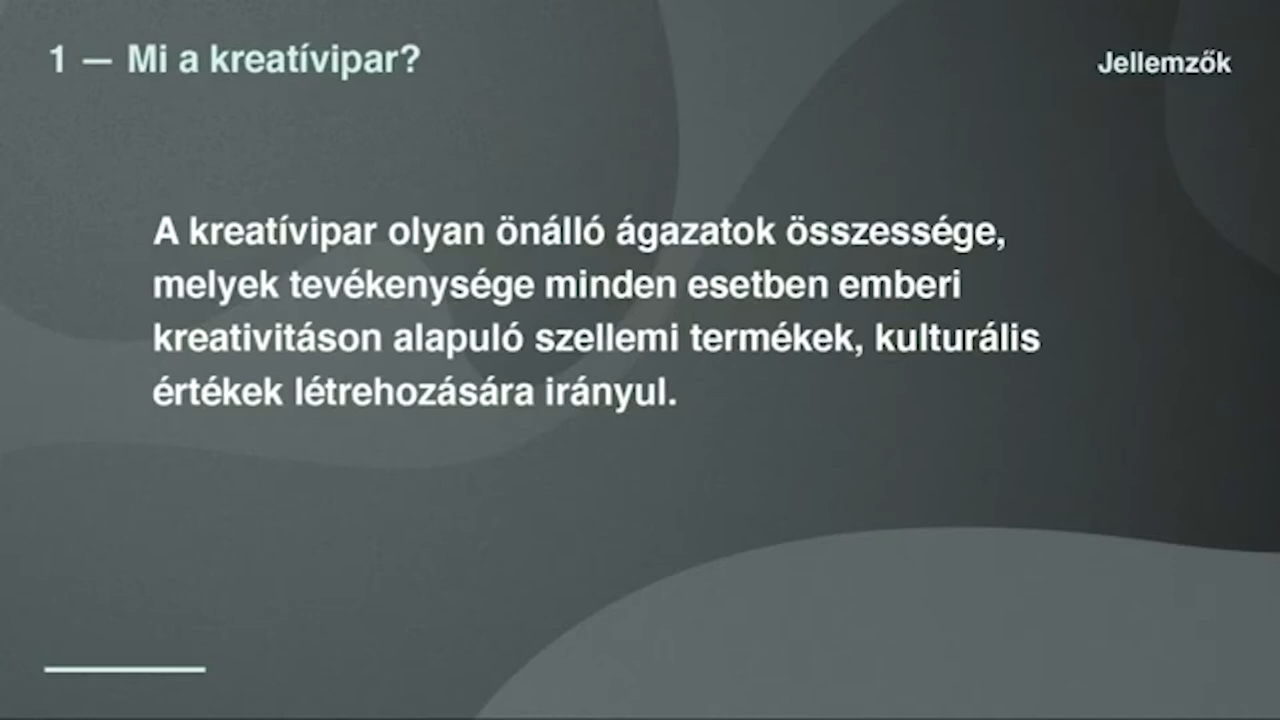 1 — Mi a kreatívipar?
Jellemzők
A kreatívipar olyan önálló ágazatok összessége,
melyek tevékenysége minden esetben emberi
kreativitáson alapuló szellemi termékek, kulturális
értékek létrehozására irányul.